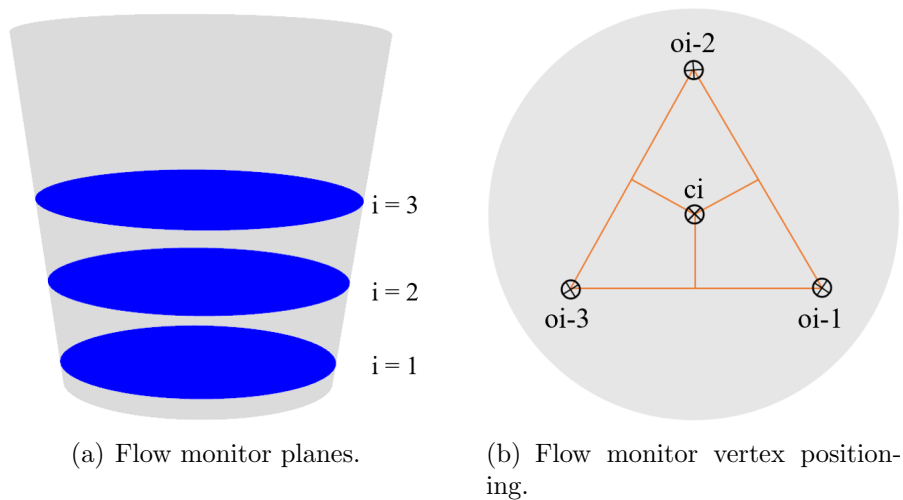 i = 3
i = 2
i = 1
(a) Flow monitor planes.
oi-2
ci
oi-3
oi-1
(b) Flow monitor vertex position-
ing.